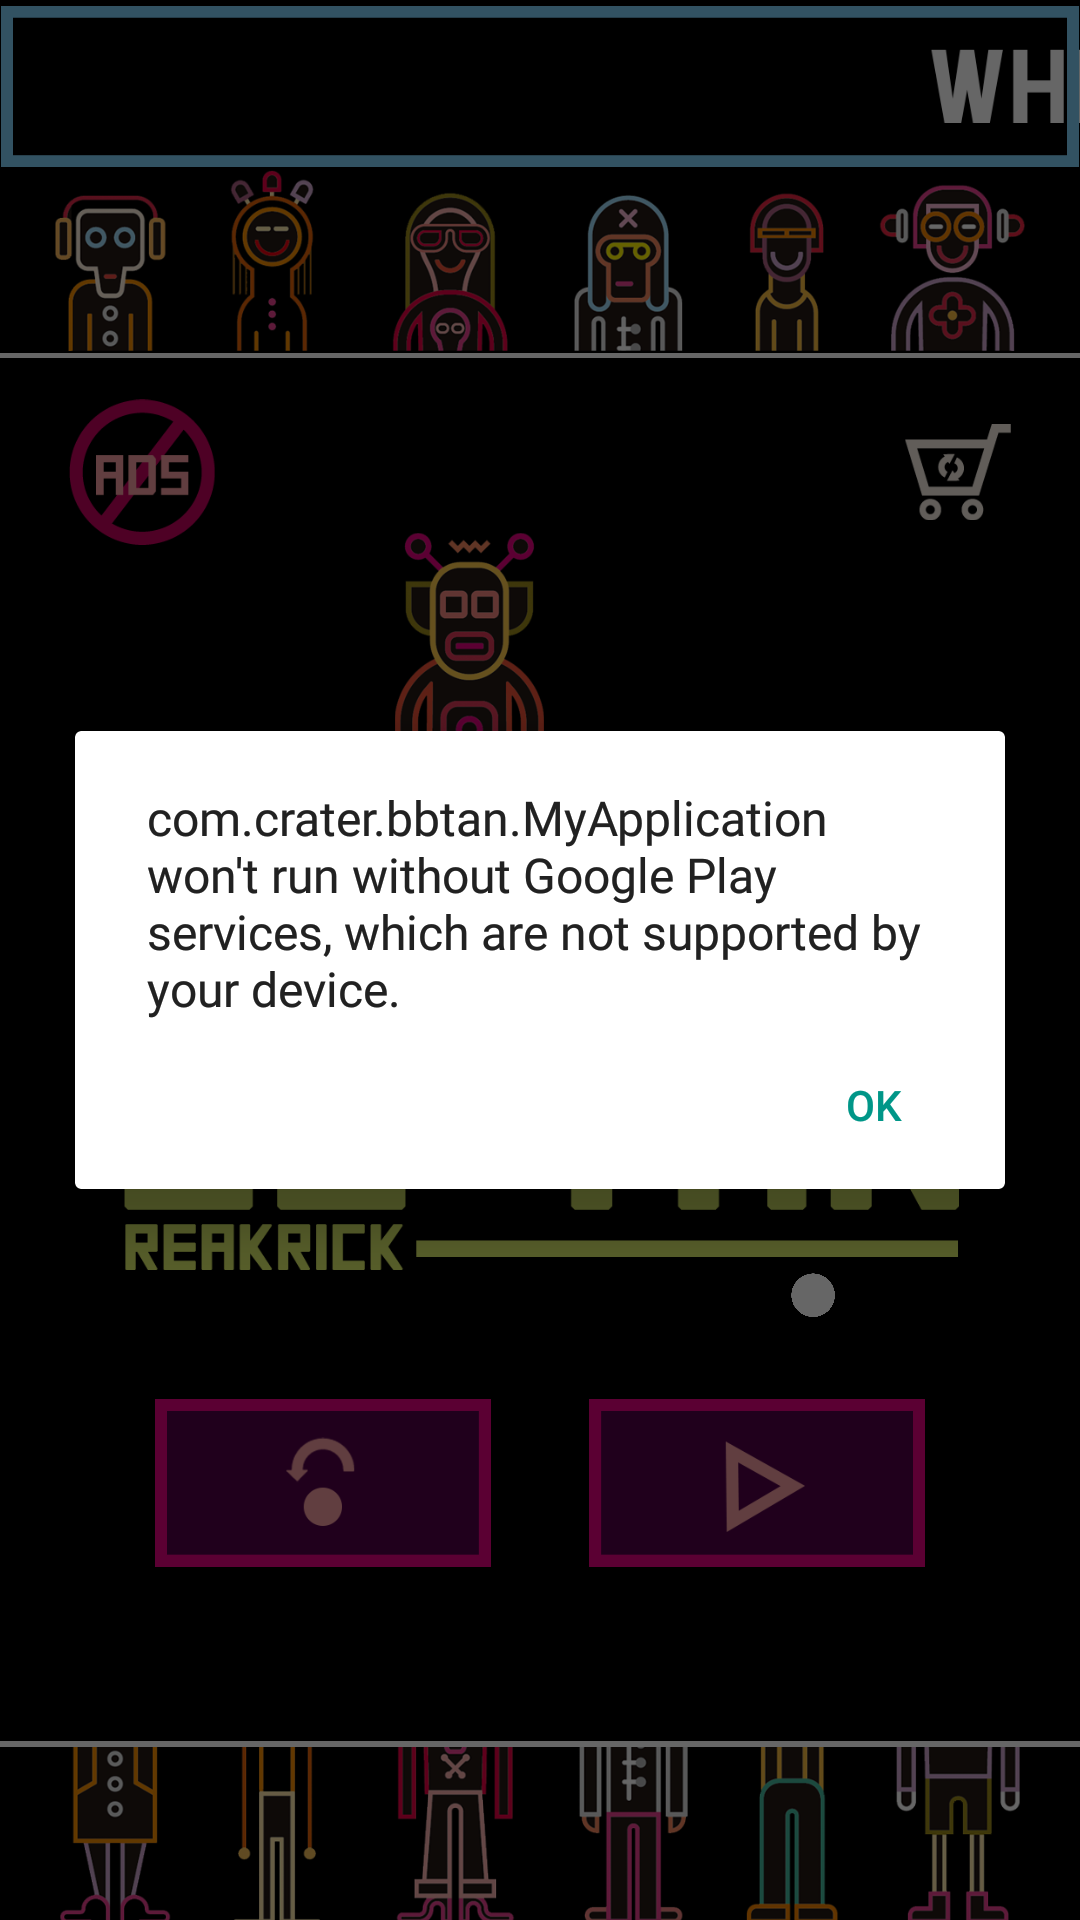 WH
ADS
com.crater.bbtan.MyApplication
won't run without Google Play
services, which are not supported by
your device.
OK
REAKRICK